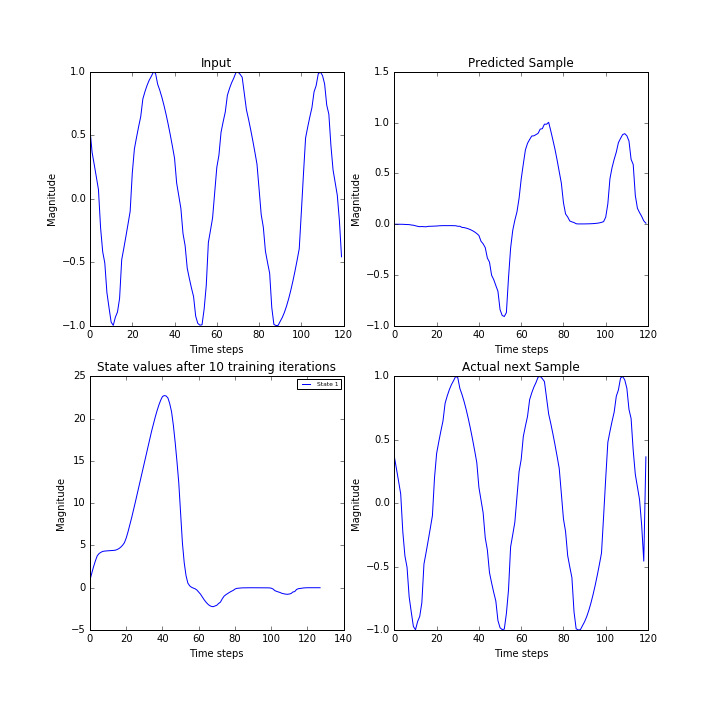 Input
Magnitude
1.0
0.5
0.0
−0.5
−1.0
0 20 40 60 80 100 120
Time steps
Predicted Sample
Magnitude
1.5
1.0
0.5
0.0
−0.5
−1.0
0 20 40 60 80 100 120
Time steps
State values after 10 training iterations
State 1
Magnitude
25
20
15
10
5
0
−5
0 20 40 60 80 100 120 140
Time steps
Actual next Sample
Magnitude
1.0
0.5
0.0
−0.5
−1.0
0 20 40 60 80 100 120
Time steps